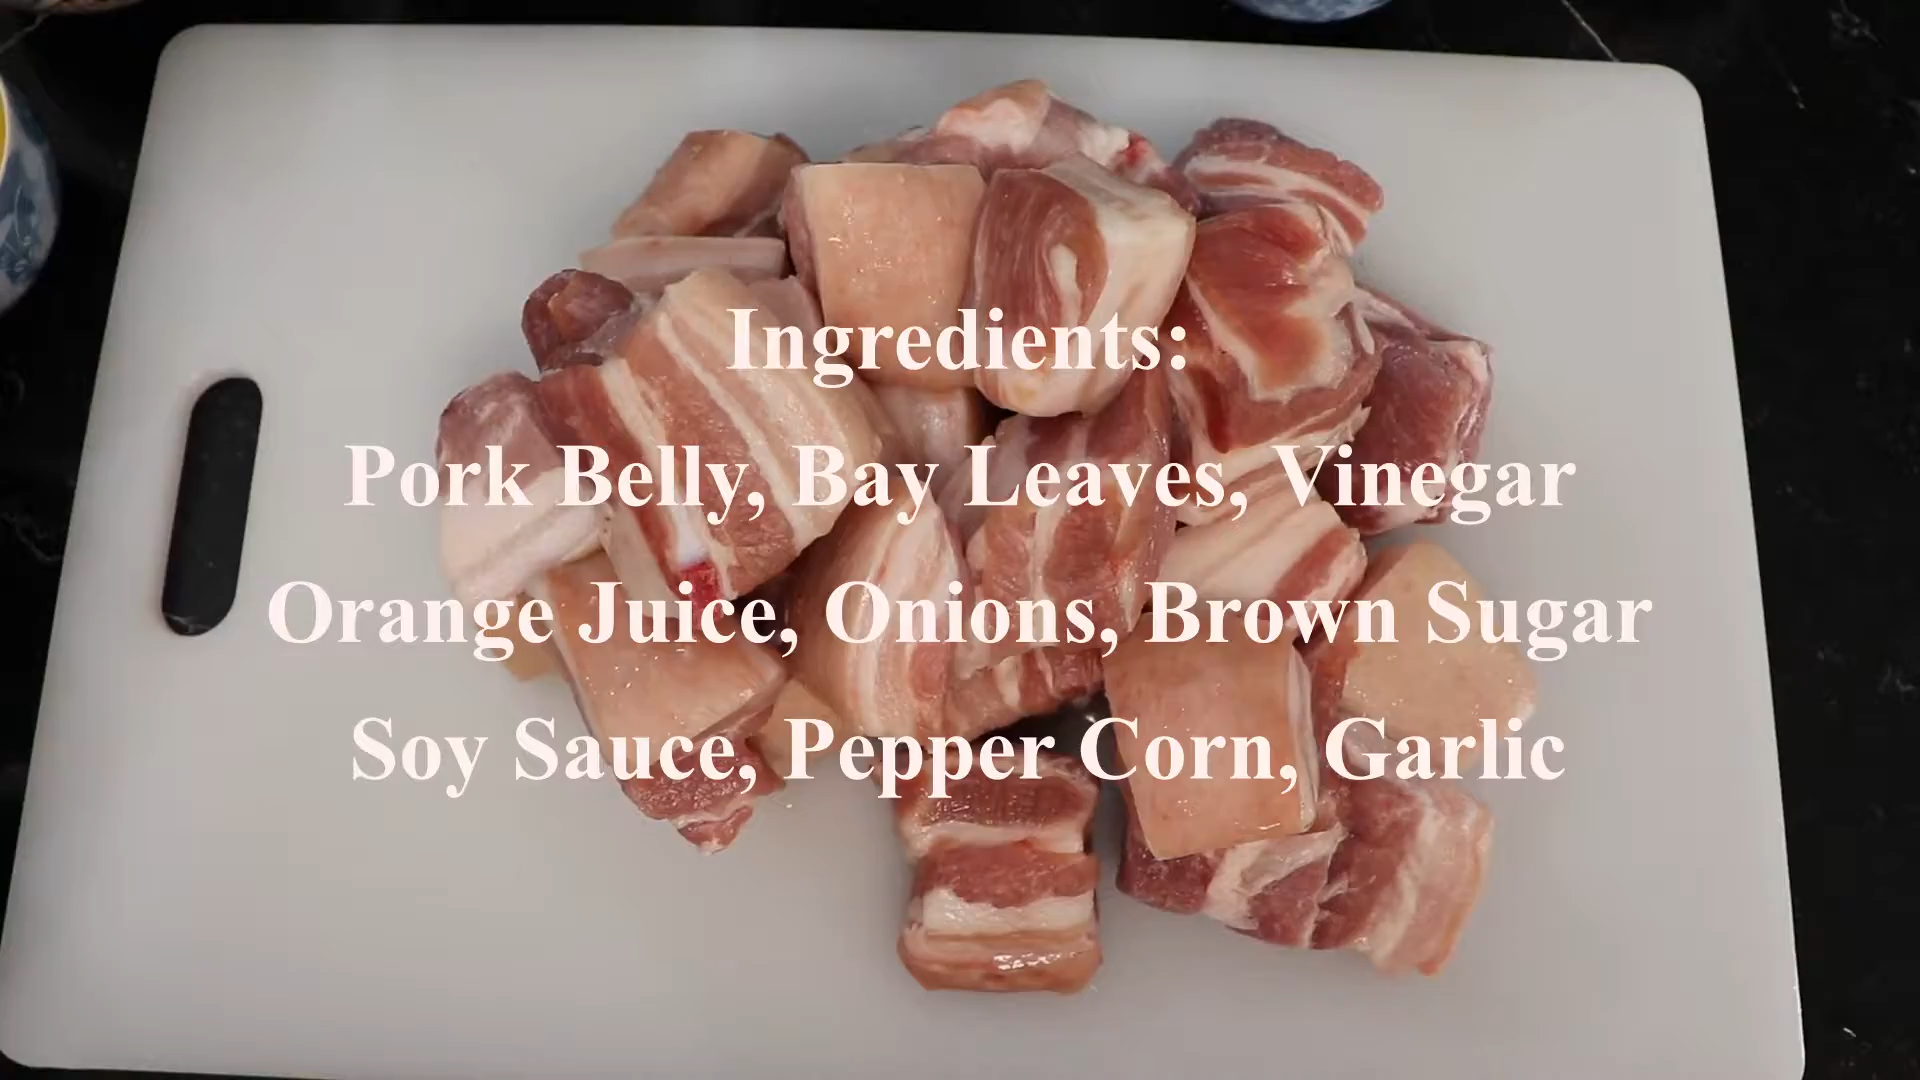 Ingredients:
Pork Belly, Bay Leaves, Vinegar
Orange Juice, Onions, Brown Sugar
Soy Sauce, Pepper Corn, Garlic